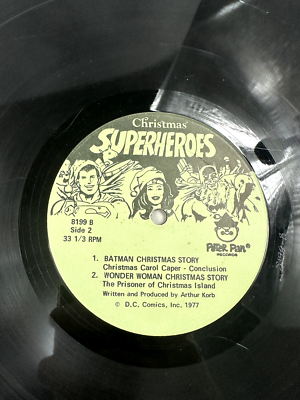 Christmas
SUPERHEROES
8199 B
Side 2
33 1/3 RPM
PETER PAN
RECORDS
1. BATMAN CHRISTMAS STORY
Christmas Carol Caper - Conclusion
2. WONDER WOMAN CHRISTMAS STORY
The Prisoner of Christmas Island
Written and Produced by Arthur Korb
© D.C. Comics, Inc. 1977